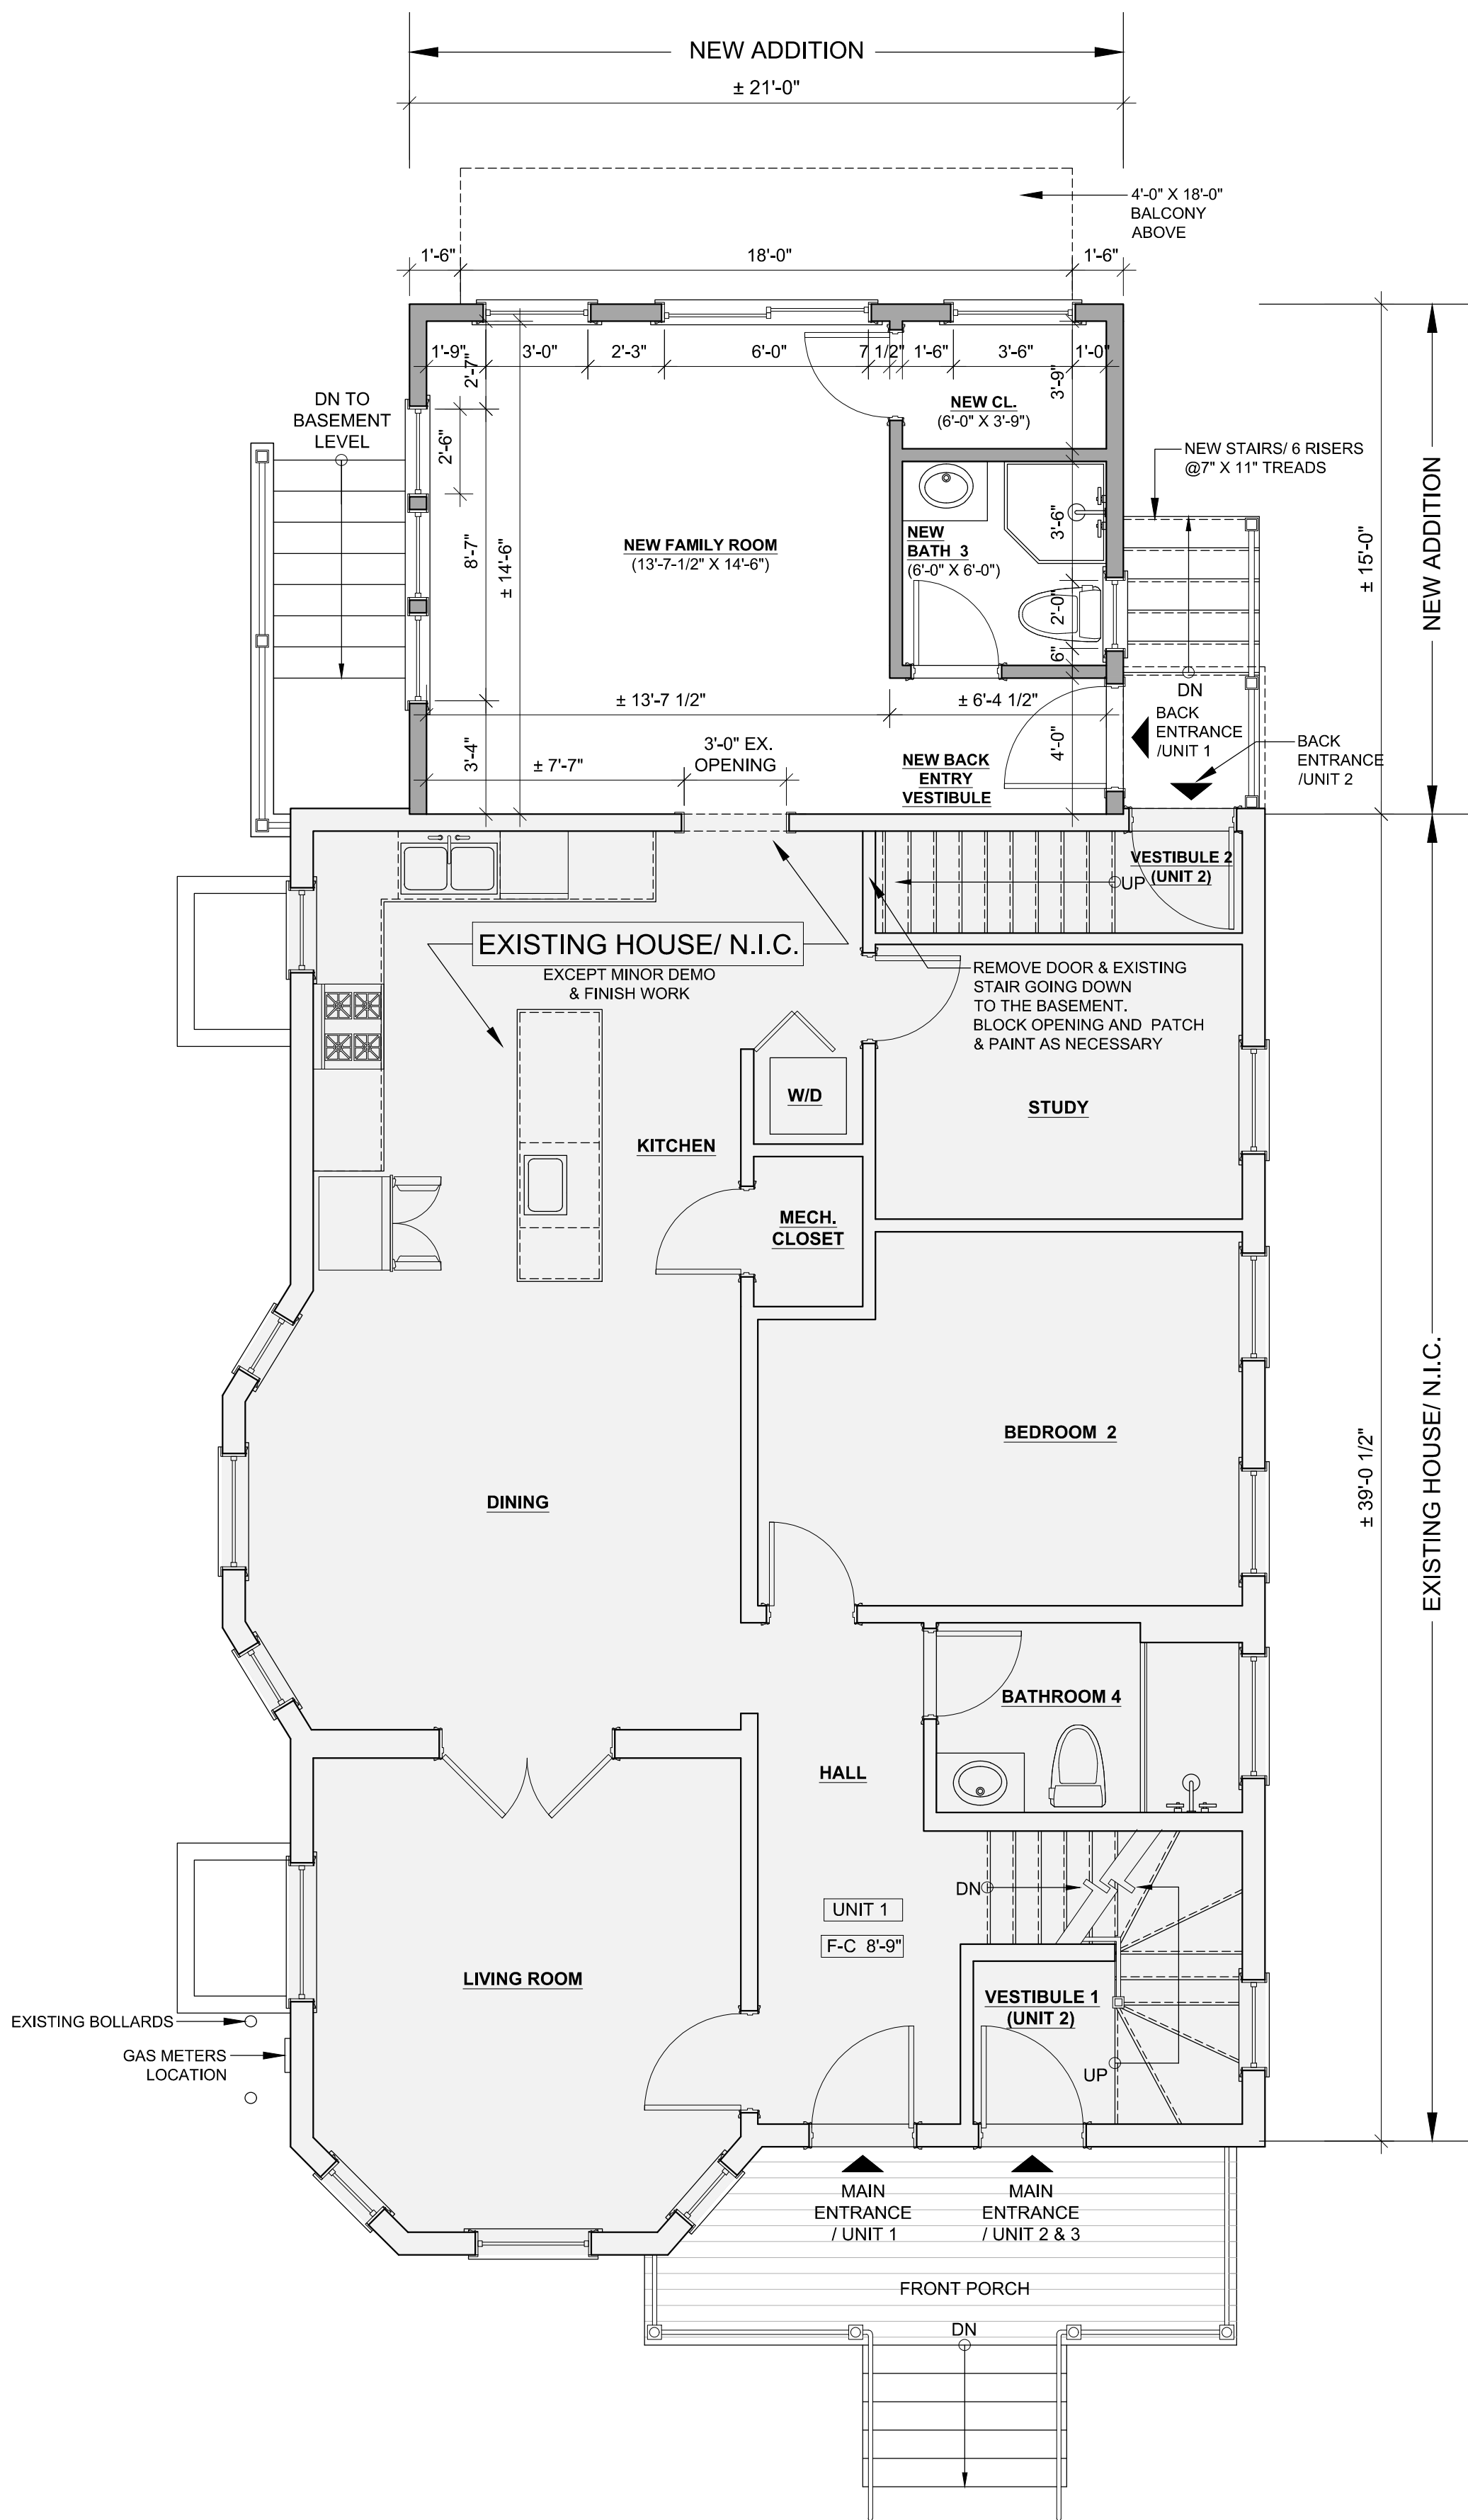 NEW ADDITION
± 21'-0"
4'-0" X 18'-0"
BALCONY
ABOVE
1'-6"
18'-0"
1'-6"
1'-9"
3'-0"
2'-3"
6'-0"
7 1/2"
1'-6"
3'-6"
1'-0"
2'-7"
3'-9"
DN TO
BASEMENT
LEVEL
NEW CL.
(6'-0" X 3'-9")
2'-6"
NEW STAIRS/ 6 RISERS
@7" X 11" TREADS
NEW ADDITION
± 15'-0"
8'-7"
± 14'-6"
NEW FAMILY ROOM
(13'-7-1/2" X 14'-6")
NEW
BATH 3
(6'-0" X 6'-0")
3'-6"
2'-0"
6"
DN
± 13'-7 1/2"
± 6'-4 1/2"
BACK
ENTRANCE
/UNIT 1
BACK
ENTRANCE
/UNIT 2
3'-4"
± 7'-7"
3'-0" EX.
OPENING
4'-0"
NEW BACK
ENTRY
VESTIBULE
VESTIBULE 2
(UNIT 2)
UP
EXISTING HOUSE/ N.I.C.
EXCEPT MINOR DEMO
& FINISH WORK
REMOVE DOOR & EXISTING
STAIR GOING DOWN
TO THE BASEMENT.
BLOCK OPENING AND PATCH
& PAINT AS NECESSARY
W/D
STUDY
KITCHEN
MECH.
CLOSET
BEDROOM 2
EXISTING HOUSE/ N.I.C.
± 39'-0 1/2"
DINING
BATHROOM 4
HALL
DN
UNIT 1
F-C 8'-9"
LIVING ROOM
VESTIBULE 1
(UNIT 2)
EXISTING BOLLARDS
GAS METERS
LOCATION
UP
MAIN
ENTRANCE
/ UNIT 1
MAIN
ENTRANCE
/ UNIT 2 & 3
FRONT PORCH
DN